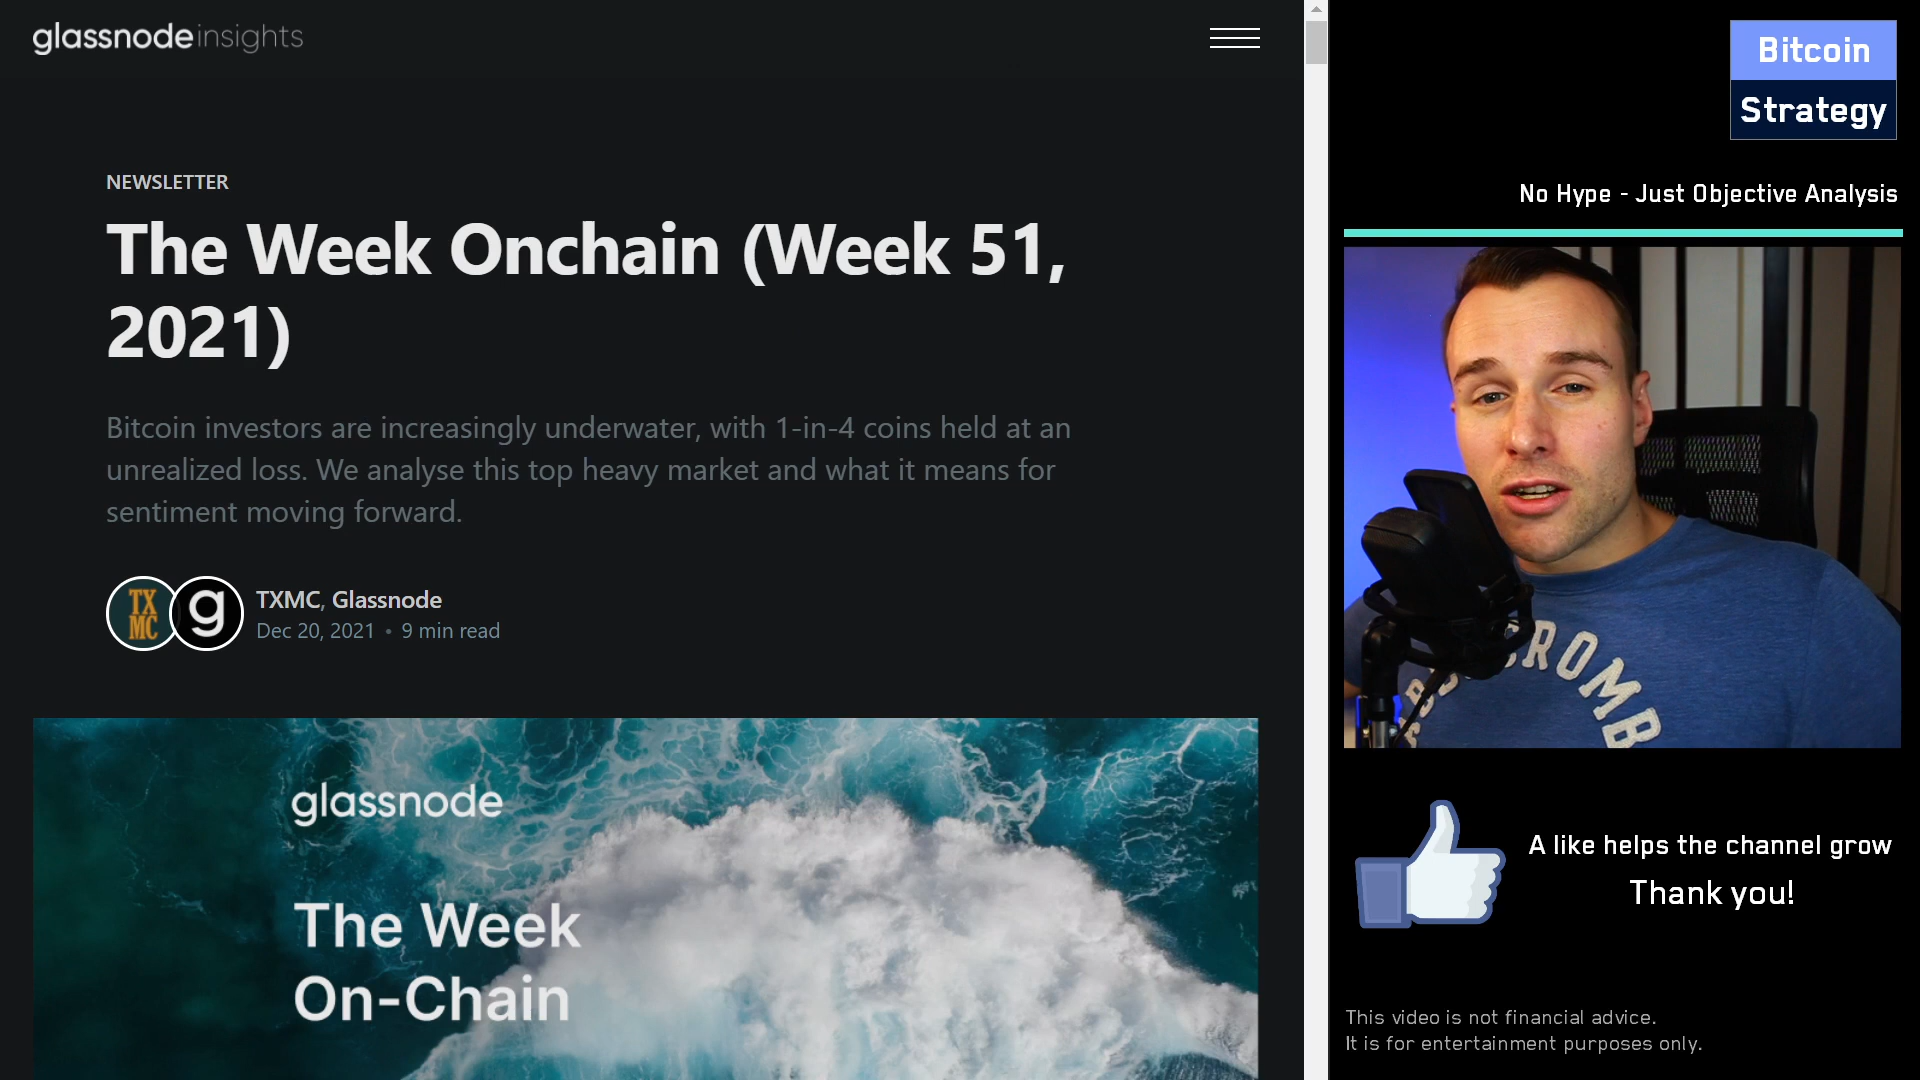 glassnode insights
NEWSLETTER
The Week Onchain (Week 51,
2021)
Bitcoin investors are increasingly underwater, with 1-in-4 coins held at an
unrealized loss. We analyse this top heavy market and what it means for
sentiment moving forward.
TX
MC
g
TXMC, Glassnode
Dec 20, 2021 • 9 min read
glassnode
The Week
On-Chain
Bitcoin
Strategy
No Hype - Just Objective Analysis
A like helps the channel grow
Thank you!
This video is not financial advice.
It is for entertainment purposes only.